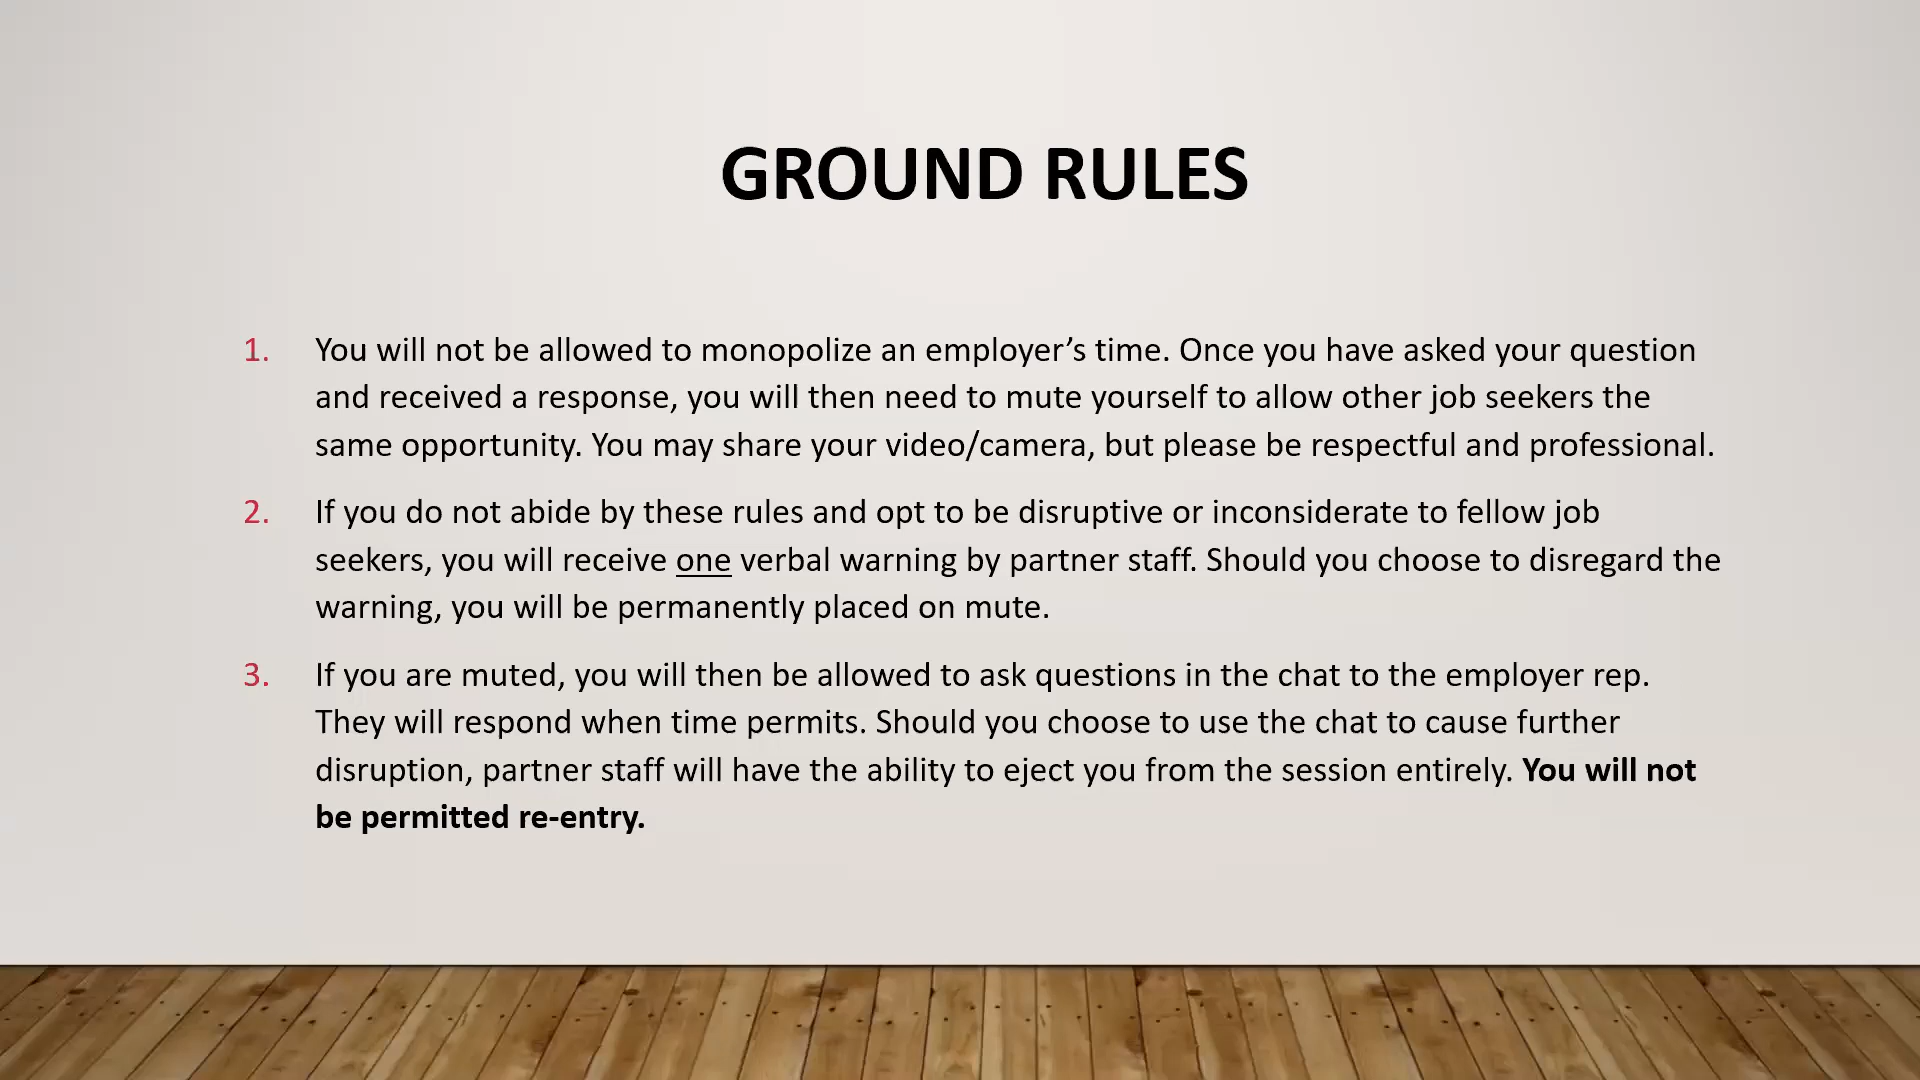 GROUND RULES
1. You will not be allowed to monopolize an employer’s time. Once you have asked your question
and received a response, you will then need to mute yourself to allow other job seekers the
same opportunity. You may share your video/camera, but please be respectful and professional.
2. If you do not abide by these rules and opt to be disruptive or inconsiderate to fellow job
seekers, you will receive one verbal warning by partner staff. Should you choose to disregard the
warning, you will be permanently placed on mute.
3. If you are muted, you will then be allowed to ask questions in the chat to the employer rep.
They will respond when time permits. Should you choose to use the chat to cause further
disruption, partner staff will have the ability to eject you from the session entirely. You will not
be permitted re-entry.